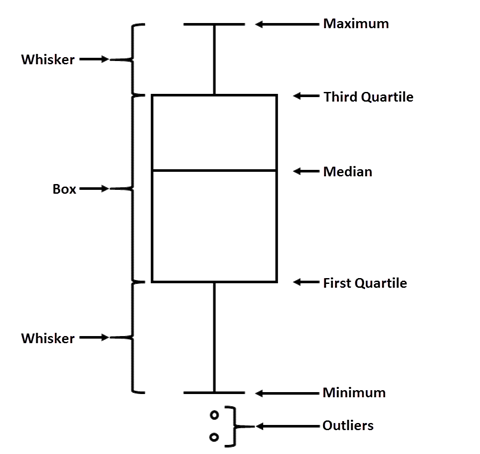 Maximum
Whisker
Third Quartile
Median
Box
First Quartile
Whisker
Minimum
Outliers